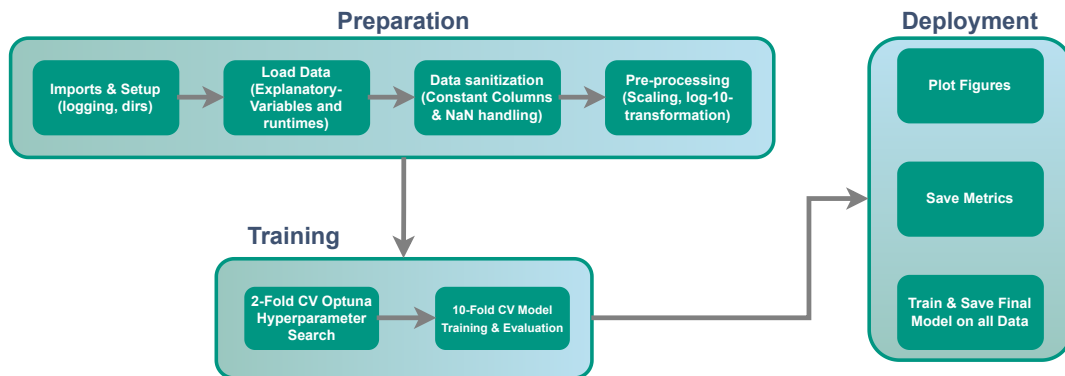 Preparation
Imports & Setup
(logging, dirs)
Load Data
(Explanatory-
Variables and
runtimes)
Data sanitization
(Constant Columns
& NaN handling)
Pre-processing
(Scaling, log-10-
transformation)
Training
2-Fold CV Optuna
Hyperparameter
Search
10-Fold CV Model
Training & Evaluation
Deployment
Plot Figures
Save Metrics
Train & Save Final
Model on all Data